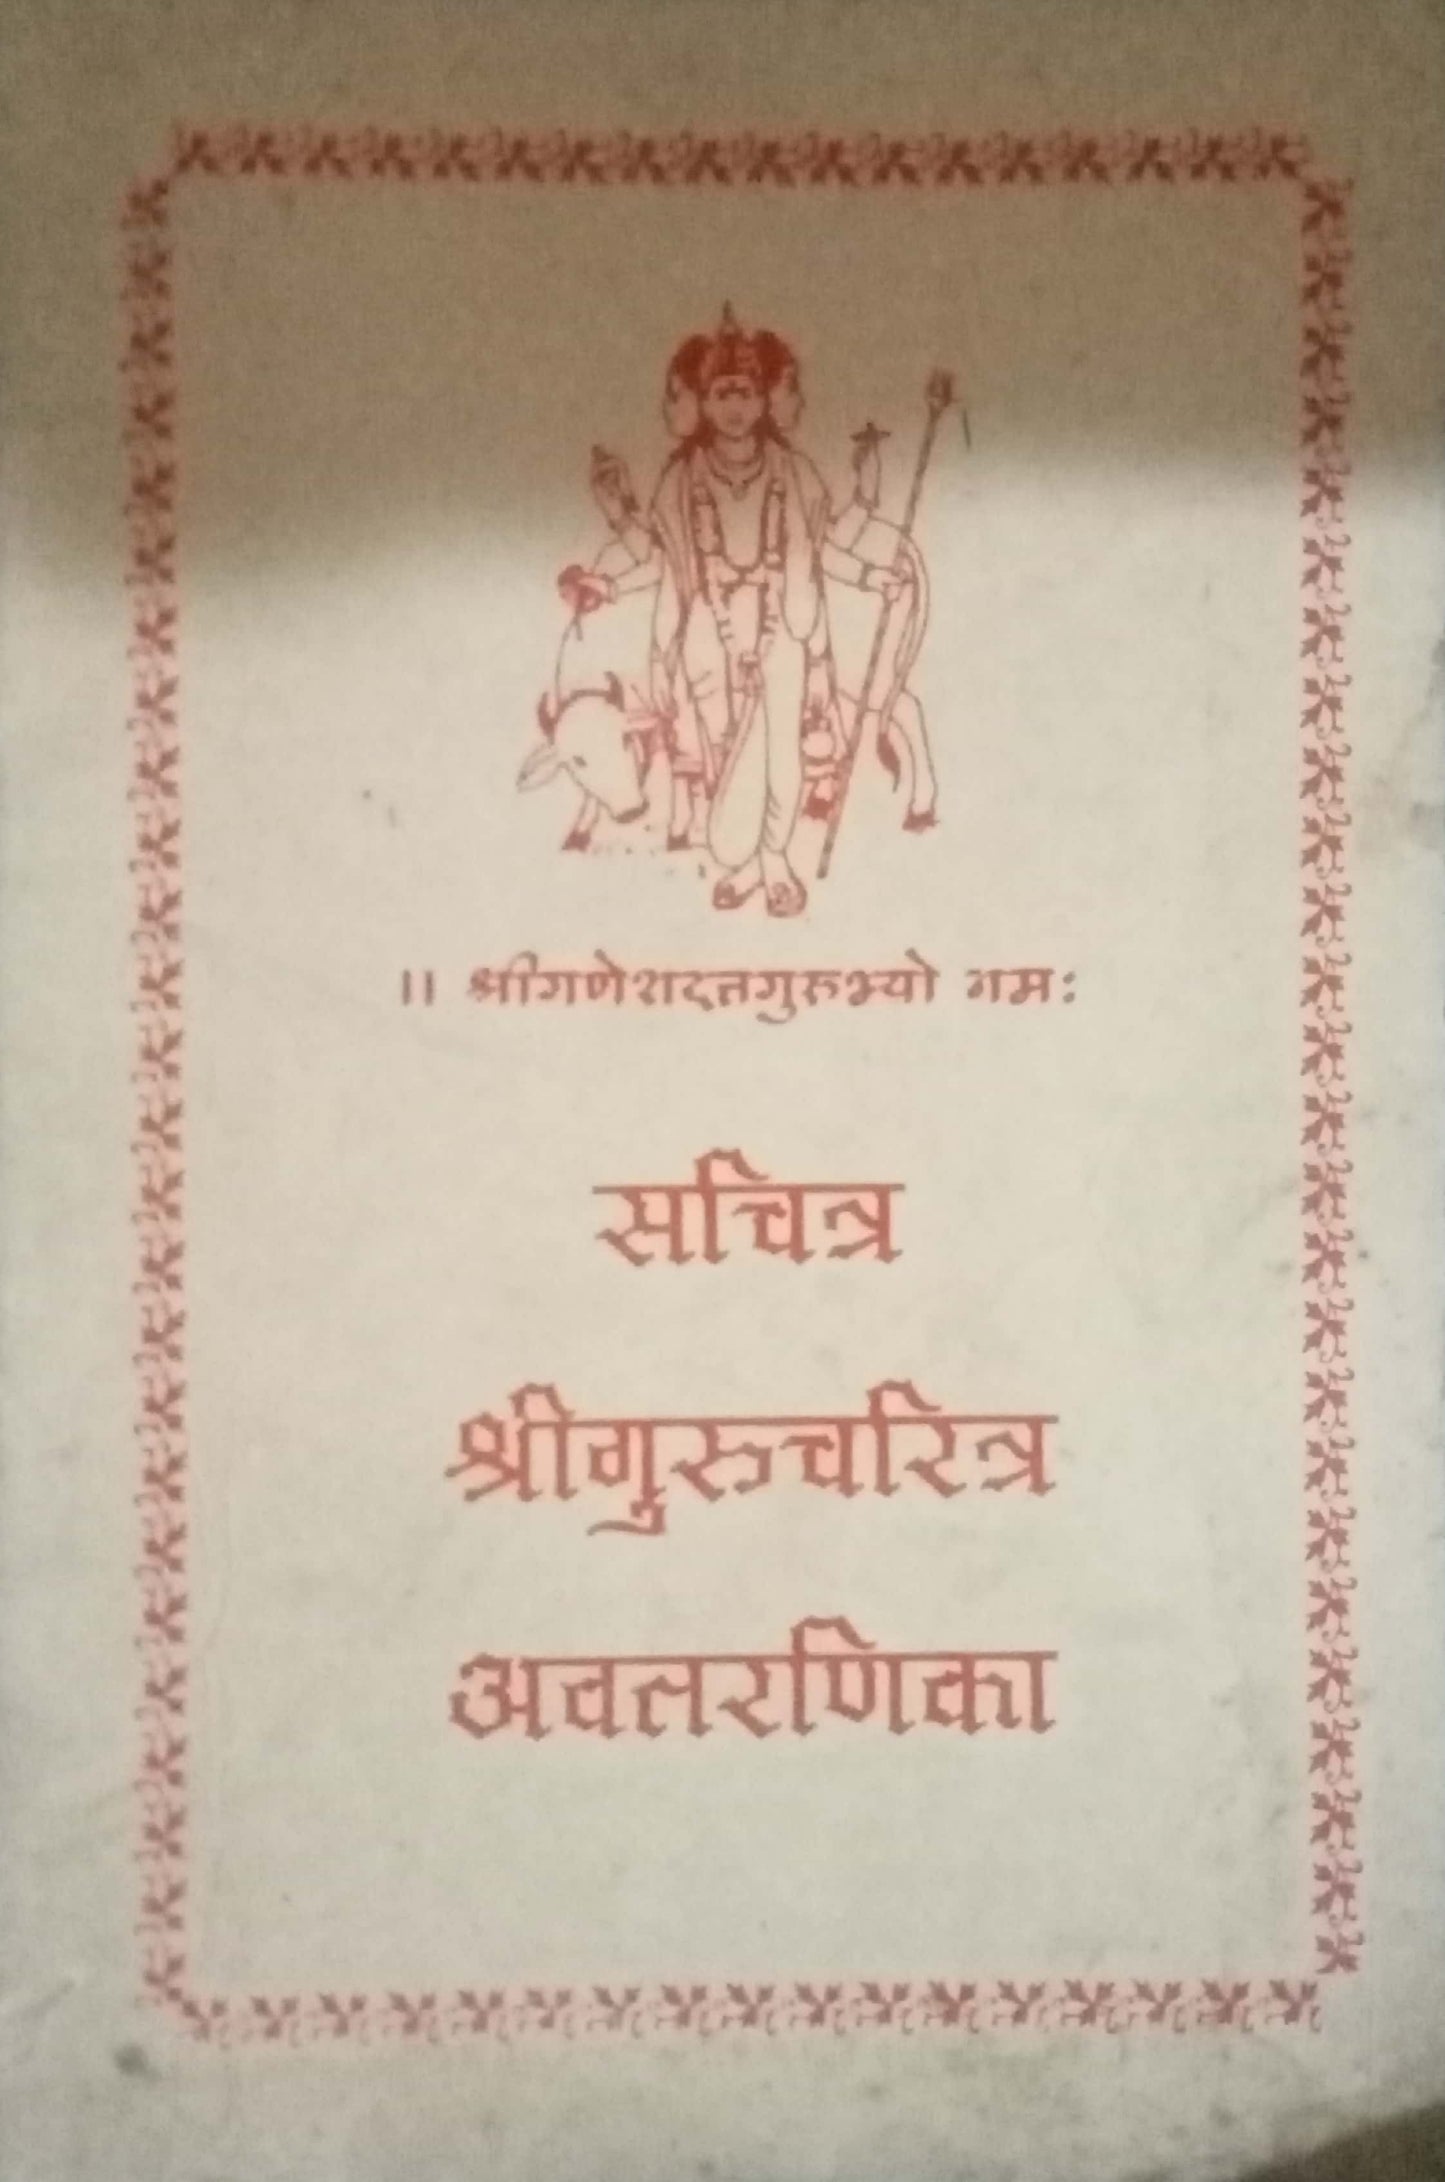 ।। श्रीगणेशदत्तगुरुभ्यो नमः
सचित्र
श्रीगुरुचरित्र
अवतरणिका